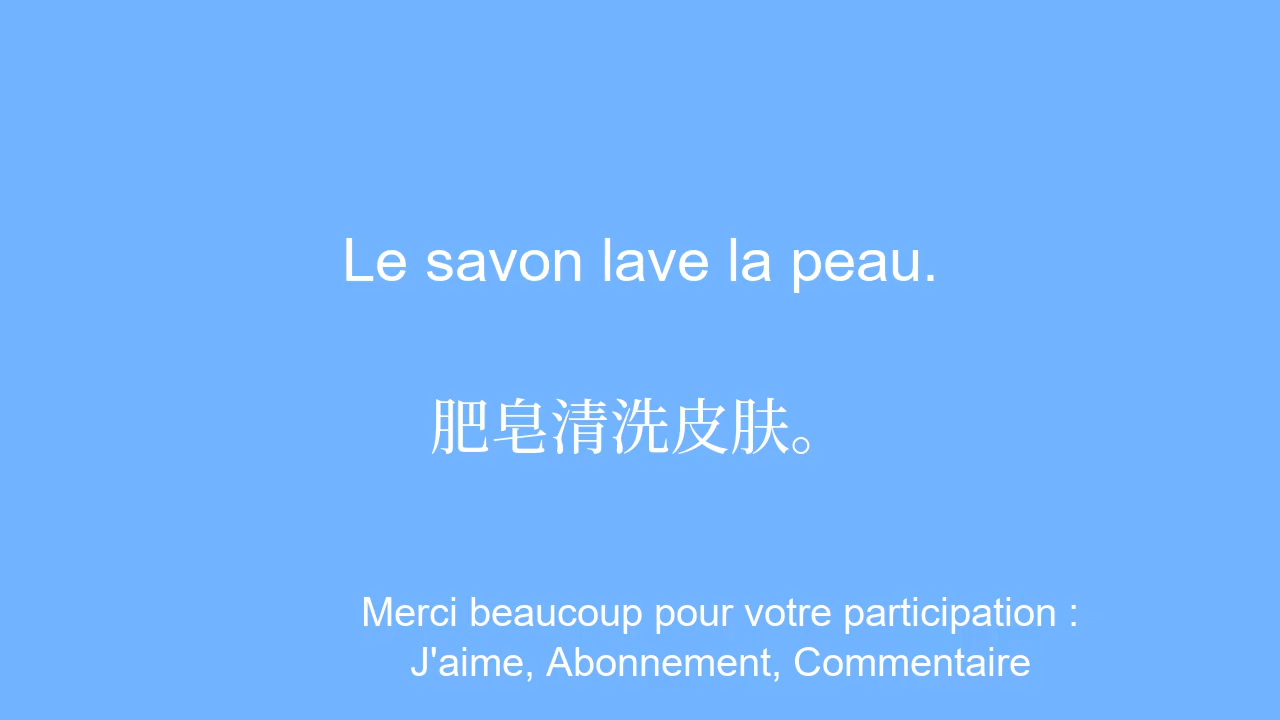 Le savon lave la peau.
肥皂清洗皮肤。
Merci beaucoup pour votre participation :
J'aime, Abonnement, Commentaire